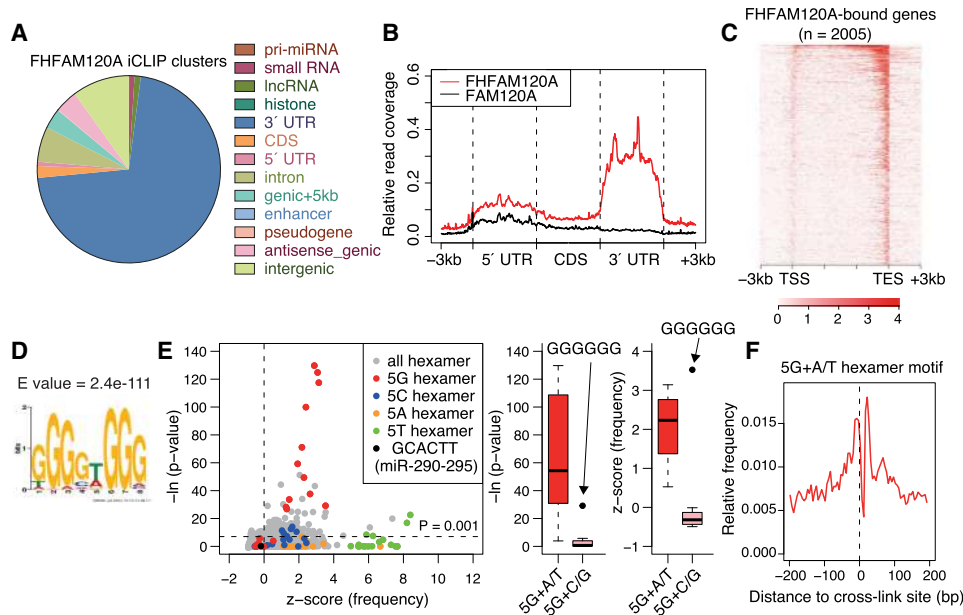 A
FHFAM120A iCLIP clusters
pri-miRNA
small RNA
lncRNA
histone
3´ UTR
CDS
5´ UTR
intron
genic+5kb
enhancer
pseudogene
antisense_genic
intergenic
B
Relative read coverage
0.6
0.4
0.2
0.0
FHFAM120A
FAM120A
−3kb
5´ UTR
CDS
3´ UTR
+3kb
C
FHFAM120A-bound genes
(n = 2005)
−3kb TSS
TES +3kb
0 1 2 3 4
D
E value = 2.4e-111
2
1
1 2 3 4 5 6 7 8
E
−ln (p-value)
140
120
100
80
60
40
20
0
all hexamer
5G hexamer
5C hexamer
5A hexamer
5T hexamer
GCACTT
(miR-290-295)
P = 0.001
−2 0 2 4 6 8 10 12
z-score (frequency)
GGGGGG
−ln (p-value)
140
120
100
80
60
40
20
0
5G+A/T
5G+C/G
GGGGGG
z−score (frequency)
4
3
2
1
0
−1
5G+A/T
5G+C/G
F
5G+A/T hexamer motif
Relative frequency
0.015
0.010
0.005
0.000
−200 −100 0 100 200
Distance to cross-link site (bp)